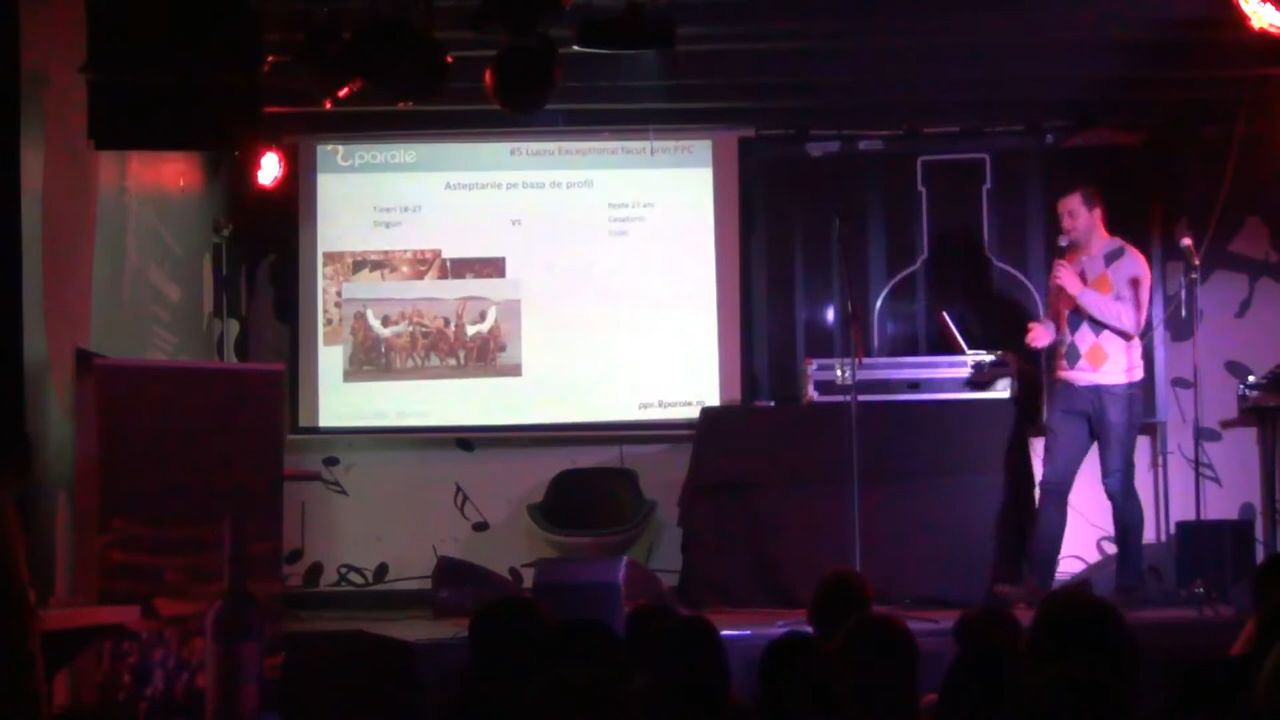 2parale
#5 Lucru Exceptional facut prin PPC
Asteptarile pe baza de profil
Tineri 18-27
Singuri
VS
Peste 27 ani
Casatoriti
ppc.2parale.ro